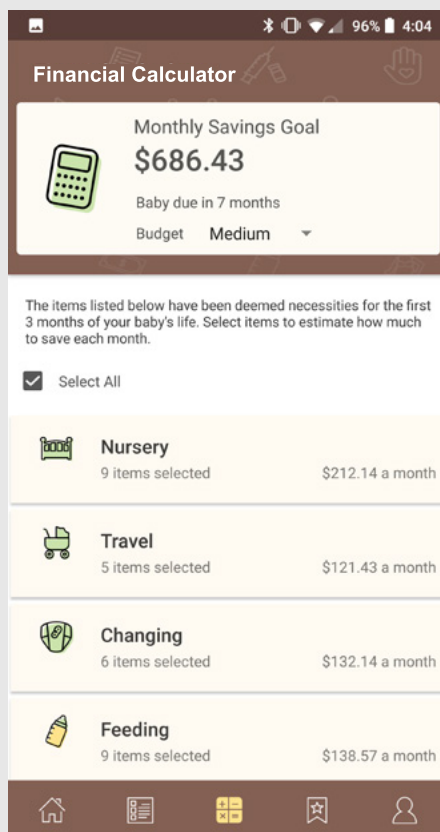 96% 4:04
Financial Calculator
Monthly Savings Goal
$686.43
Baby due in 7 months
Budget Medium
The items listed below have been deemed necessities for the first
3 months of your baby's life. Select items to estimate how much
to save each month.
Select All
Nursery
9 items selected $212.14 a month
Travel
5 items selected $121.43 a month
Changing
6 items selected $132.14 a month
Feeding
9 items selected $138.57 a month